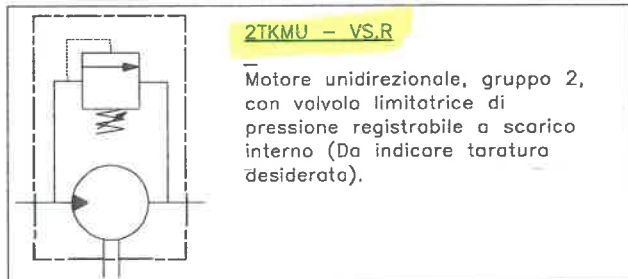 2TKMU – VS,R
Motore unidirezionale, gruppo 2,
con valvola limitatrice di
pressione registrabile a scarico
interno (Da indicare taratura
desiderata).